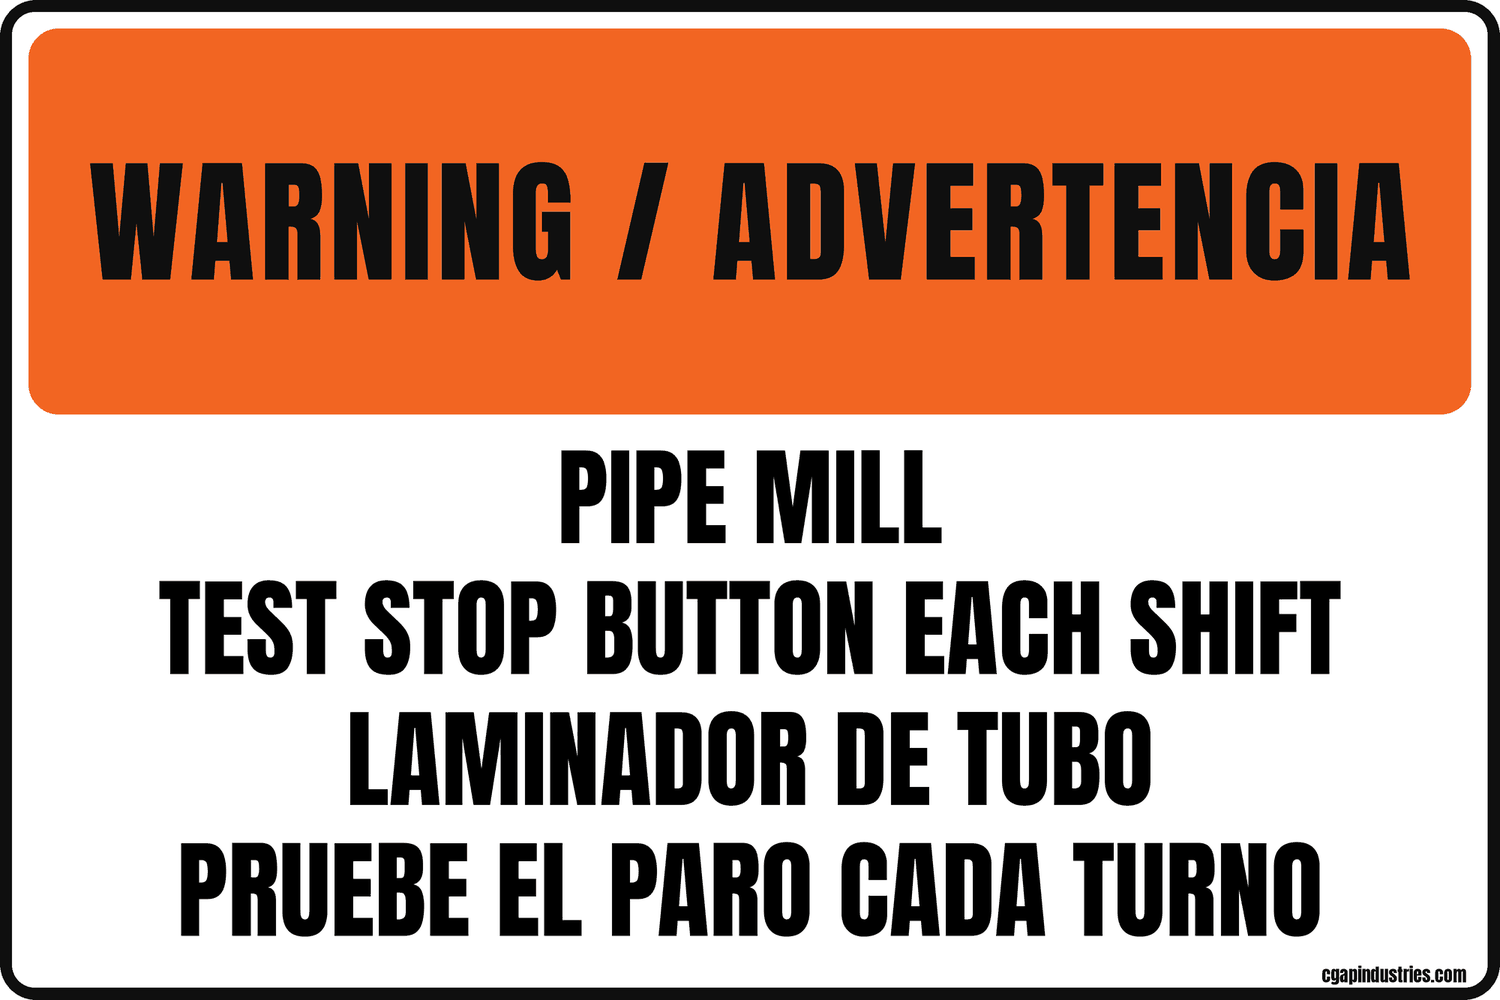 WARNING / ADVERTENCIA
PIPE MILL
TEST STOP BUTTON EACH SHIFT
LAMINADOR DE TUBO
PRUEBE EL PARO CADA TURNO
cgapindustries.com